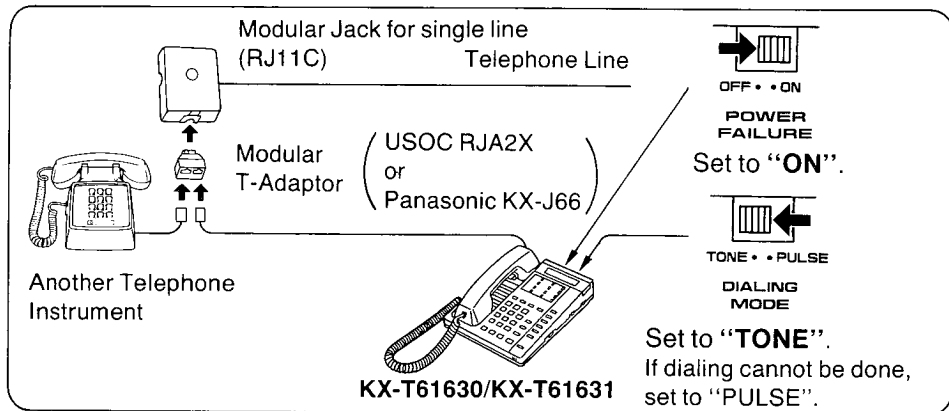 Modular Jack for single line
(RJ11C)
Telephone Line
OFF • • ON
POWER
FAILURE
Set to “ON”.
Modular
T-Adaptor
USOC RJA2X
or
Panasonic KX-J66
TONE • • PULSE
DIALING
MODE
Set to “TONE”.
If dialing cannot be done,
set to “PULSE”.
Another Telephone
Instrument
KX-T61630/KX-T61631